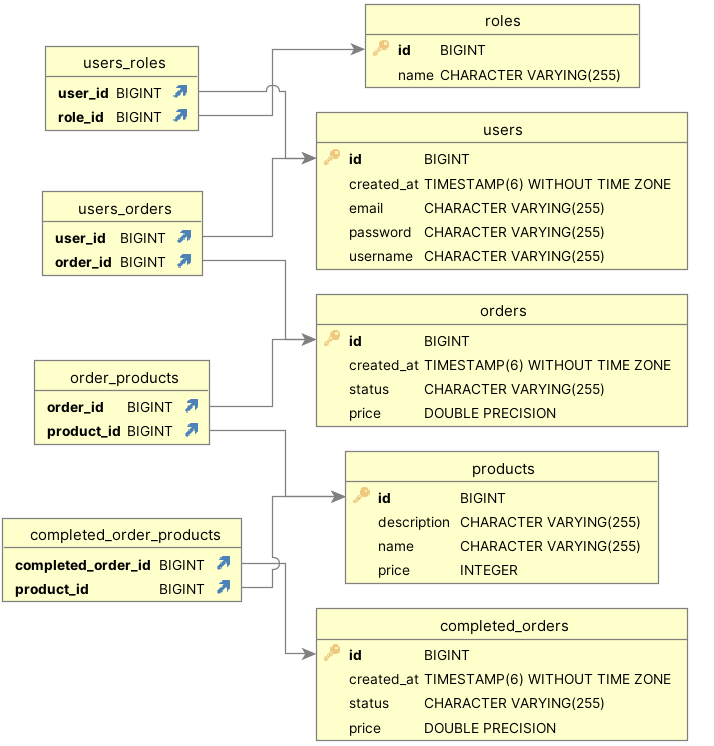 roles
id BIGINT
name CHARACTER VARYING(255)
users_roles
user_id BIGINT
role_id BIGINT
users
id BIGINT
created_at TIMESTAMP(6) WITHOUT TIME ZONE
email CHARACTER VARYING(255)
password CHARACTER VARYING(255)
username CHARACTER VARYING(255)
users_orders
user_id BIGINT
order_id BIGINT
orders
id BIGINT
created_at TIMESTAMP(6) WITHOUT TIME ZONE
status CHARACTER VARYING(255)
price DOUBLE PRECISION
order_products
order_id BIGINT
product_id BIGINT
products
id BIGINT
description CHARACTER VARYING(255)
name CHARACTER VARYING(255)
price INTEGER
completed_order_products
completed_order_id BIGINT
product_id BIGINT
completed_orders
id BIGINT
created_at TIMESTAMP(6) WITHOUT TIME ZONE
status CHARACTER VARYING(255)
price DOUBLE PRECISION